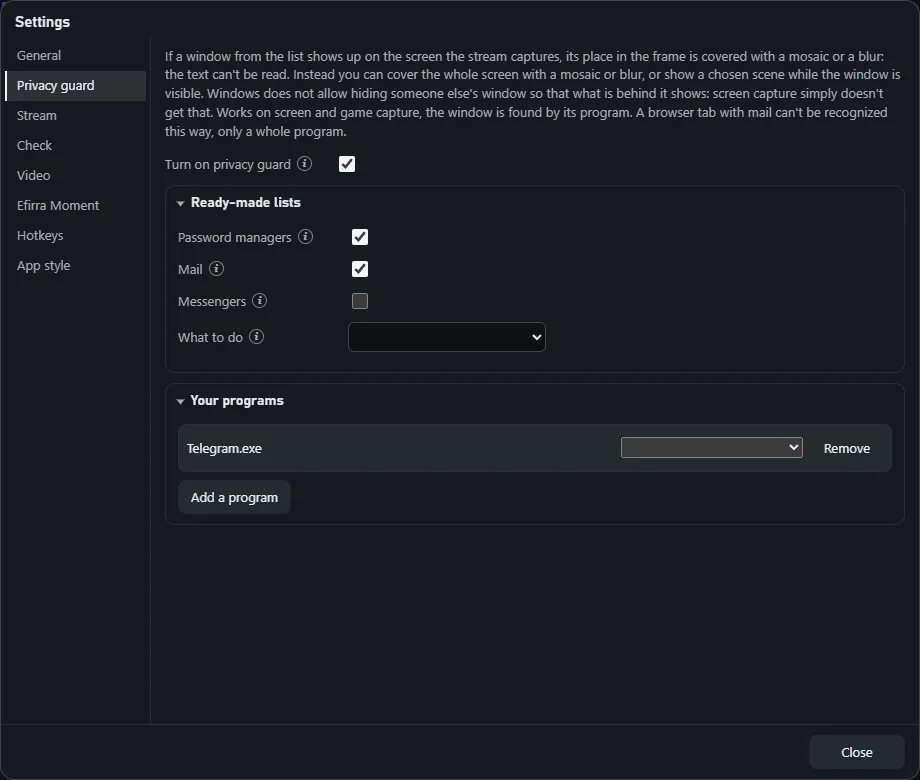 Settings
General
Privacy guard
Stream
Check
Video
Efirra Moment
Hotkeys
App style
If a window from the list shows up on the screen the stream captures, its place in the frame is covered with a mosaic or a blur:
the text can't be read. Instead you can cover the whole screen with a mosaic or blur, or show a chosen scene while the window is
visible. Windows does not allow hiding someone else's window so that what is behind it shows: screen capture simply doesn't
get that. Works on screen and game capture, the window is found by its program. A browser tab with mail can't be recognized
this way, only a whole program.
Turn on privacy guard
Ready-made lists
Password managers
Mail
Messengers
What to do
Your programs
Telegram.exe
Remove
Add a program
Close